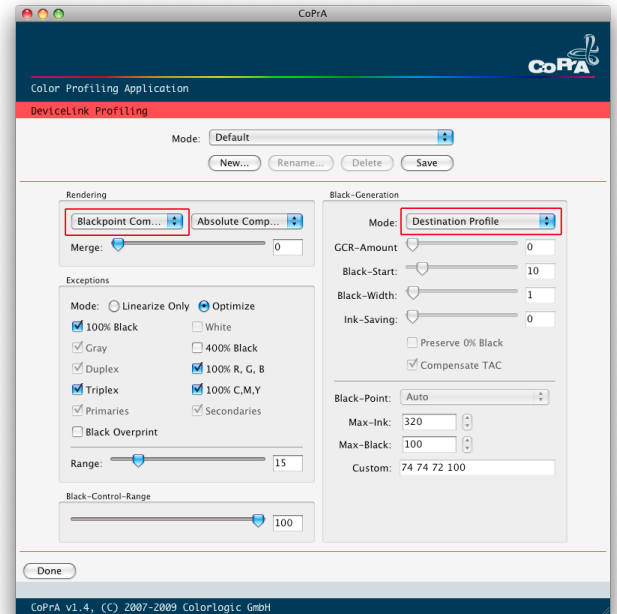 CoPrA
CoPrA
Color Profiling Application
DeviceLink Profiling
Mode: Default
New... Rename... Delete Save
Rendering
Blackpoint Com... Absolute Comp...
Merge: 0
Exceptions
Mode: Linearize Only Optimize
100% Black White
Gray 400% Black
Duplex 100% R, G, B
Triplex 100% C,M,Y
Primaries Secondaries
Black Overprint
Range: 15
Black-Control-Range
100
Black-Generation
Mode: Destination Profile
GCR-Amount 0
Black-Start: 10
Black-Width: 1
Ink-Saving: 0
Preserve 0% Black
Compensate TAC
Black-Point: Auto
Max-Ink: 320
Max-Black: 100
Custom: 74 74 72 100
Done
CoPrA v1.4, (C) 2007-2009 Colorlogic GmbH